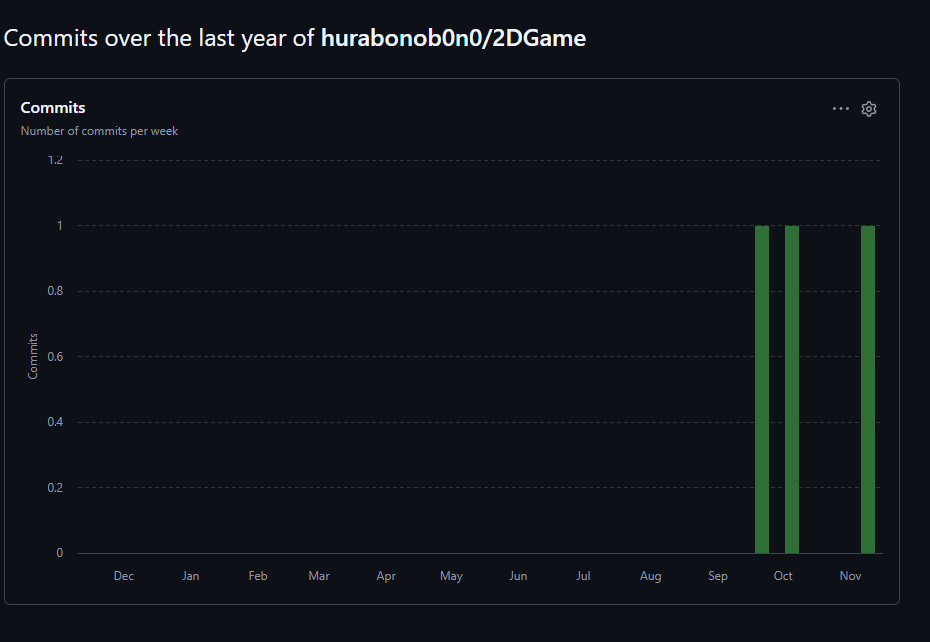 Commits over the last year of hurabonob0n0/2DGame
Commits
Number of commits per week
1.2
1
0.8
0.6
0.4
0.2
0
Commits
Dec Jan Feb Mar Apr May Jun Jul Aug Sep Oct Nov